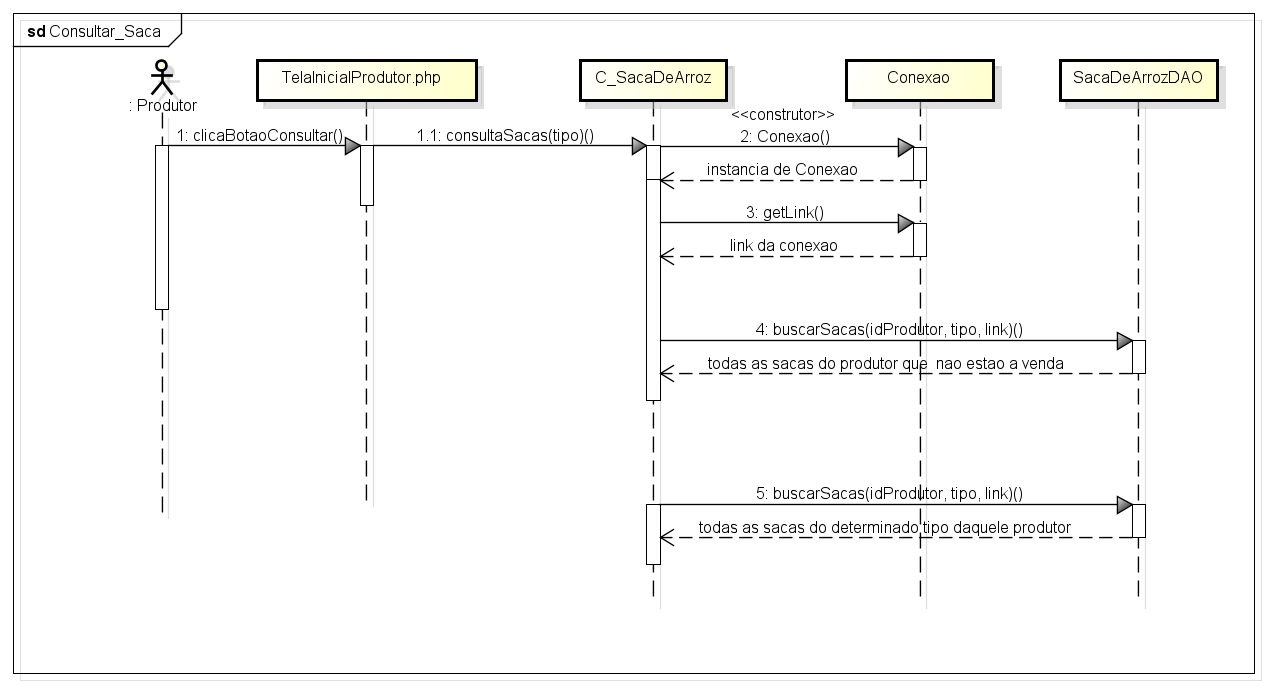 sd Consultar_Saca
: Produtor
TelaInicialProdutor.php
C_SacaDeArroz
Conexao
SacaDeArrozDAO
<<construtor>>
1: clicaBotaoConsultar()
1.1: consultaSacas(tipo)()
2: Conexao()
instancia de Conexao
3: getLink()
link da conexao
4: buscarSacas(idProdutor, tipo, link)()
todas as sacas do produtor que nao estao a venda
5: buscarSacas(idProdutor, tipo, link)()
todas as sacas do determinado tipo daquele produtor